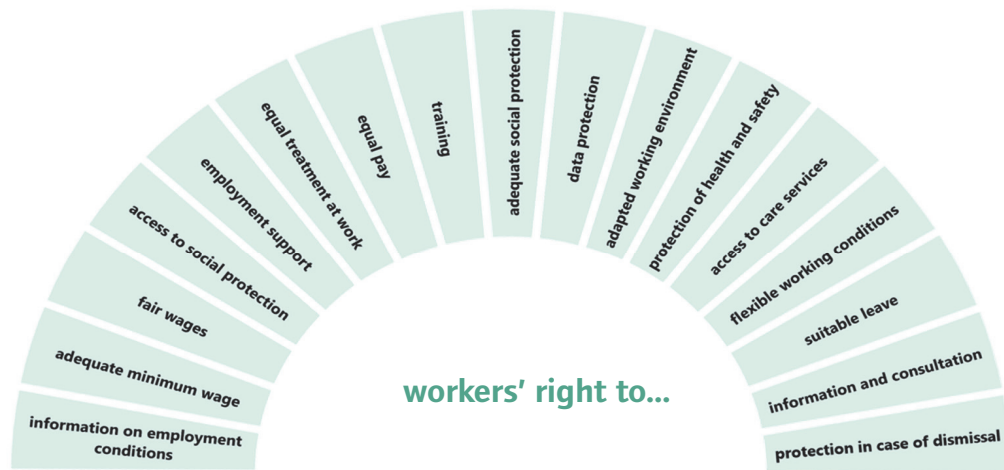 information on employment
conditions
adequate minimum wage
fair wages
access to social protection
employment support
equal treatment at work
equal pay
training
adequate social protection
data protection
adapted working environment
protection of health and safety
access to care services
flexible working conditions
suitable leave
information and consultation
protection in case of dismissal
workers’ right to...